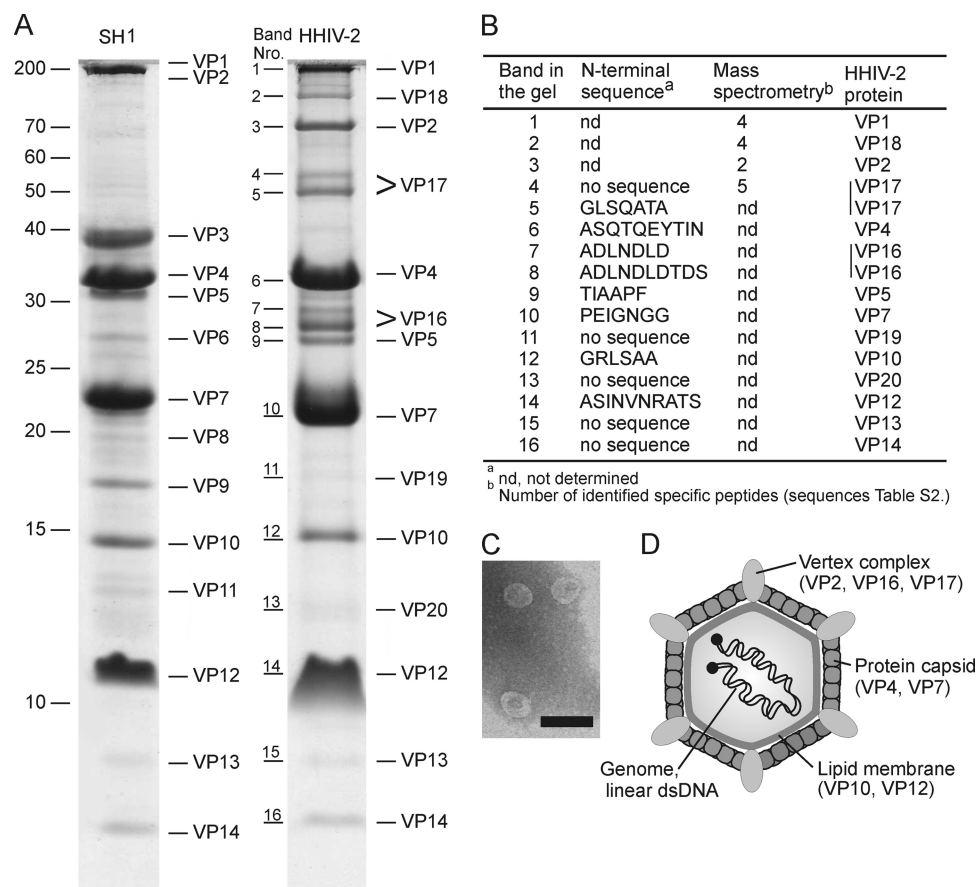 A
SH1
Band
Nro.
HHIV-2
200
70
60
50
40
30
25
20
15
10
VP1
VP2
VP3
VP4
VP5
VP6
VP7
VP8
VP9
VP10
VP11
VP12
VP13
VP14
1
2
3
4
5
6
7
8
9
10
11
12
13
14
15
16
VP1
VP18
VP2
> VP17
VP4
> VP16
VP5
VP7
VP19
VP10
VP20
VP12
VP13
VP14
B
Band in the gel N-terminal sequence a Mass spectrometry b HHIV-2 protein
1 nd 4 VP1
2 nd 4 VP18
3 nd 2 VP2
4 no sequence 5 VP17
5 GLSQATA nd VP17
6 ASQTQEYTIN nd VP4
7 ADLNDLD nd VP16
8 ADLNDLDTDS nd VP16
9 TIAAPF nd VP5
10 PEIGNGG nd VP7
11 no sequence nd VP19
12 GRLSAA nd VP10
13 no sequence nd VP20
14 ASINVNRATS nd VP12
15 no sequence nd VP13
16 no sequence nd VP14
a nd, not determined
b Number of identified specific peptides (sequences Table S2.)
C
D
Vertex complex
(VP2, VP16, VP17)
Protein capsid
(VP4, VP7)
Genome,
linear dsDNA
Lipid membrane
(VP10, VP12)